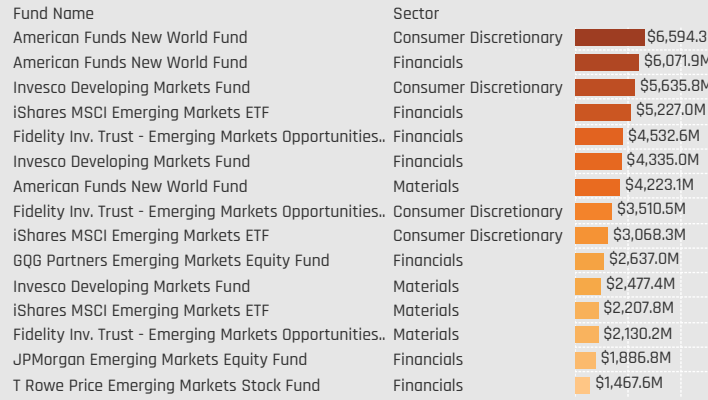 Fund Name Sector
American Funds New World Fund Consumer Discretionary $6,594.3
American Funds New World Fund Financials $6,071.9M
Invesco Developing Markets Fund Consumer Discretionary $5,635.8M
iShares MSCI Emerging Markets ETF Financials $5,227.0M
Fidelity Inv. Trust - Emerging Markets Opportunities.. Financials $4,532.6M
Invesco Developing Markets Fund Financials $4,335.0M
American Funds New World Fund Materials $4,223.1M
Fidelity Inv. Trust - Emerging Markets Opportunities.. Consumer Discretionary $3,510.5M
iShares MSCI Emerging Markets ETF Consumer Discretionary $3,068.3M
GQG Partners Emerging Markets Equity Fund Financials $2,637.0M
Invesco Developing Markets Fund Materials $2,477.4M
iShares MSCI Emerging Markets ETF Materials $2,207.8M
Fidelity Inv. Trust - Emerging Markets Opportunities.. Materials $2,130.2M
JPMorgan Emerging Markets Equity Fund Financials $1,886.8M
T Rowe Price Emerging Markets Stock Fund Financials $1,467.6M